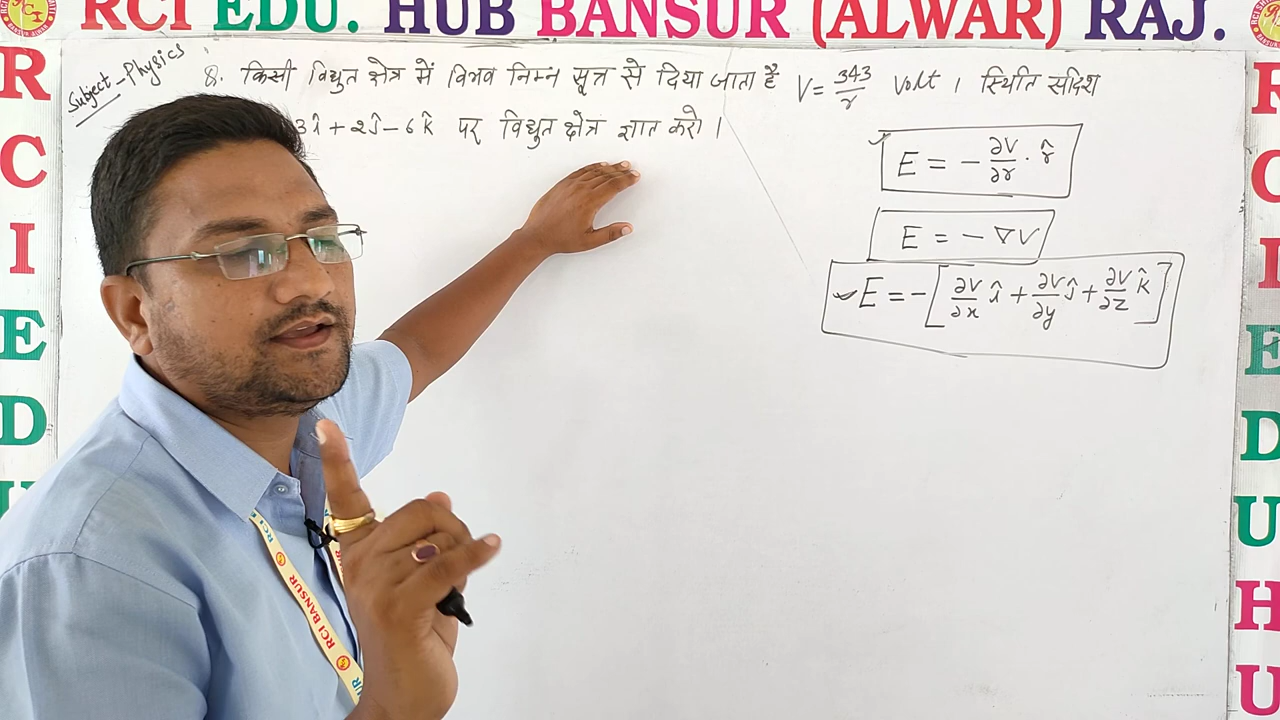 RCI EDU. HUB BANSUR (ALWAR) RAJ.
Subject - Physics
8. किसी विद्युत क्षेत्र में विभव निम्न सूत्र से दिया जाता है V = 343/r volt । स्थिति सदिश
3î + 2ĵ - 6k̂ पर विद्युत क्षेत्र ज्ञात करो ।
E = - ∂V/∂r · r̂
E = - ∇V
E = - [ ∂V/∂x î + ∂V/∂y ĵ + ∂V/∂z k̂ ]
R
C
I
E
D
R
C
I
E
D
U
H
U
RCI BANSUR